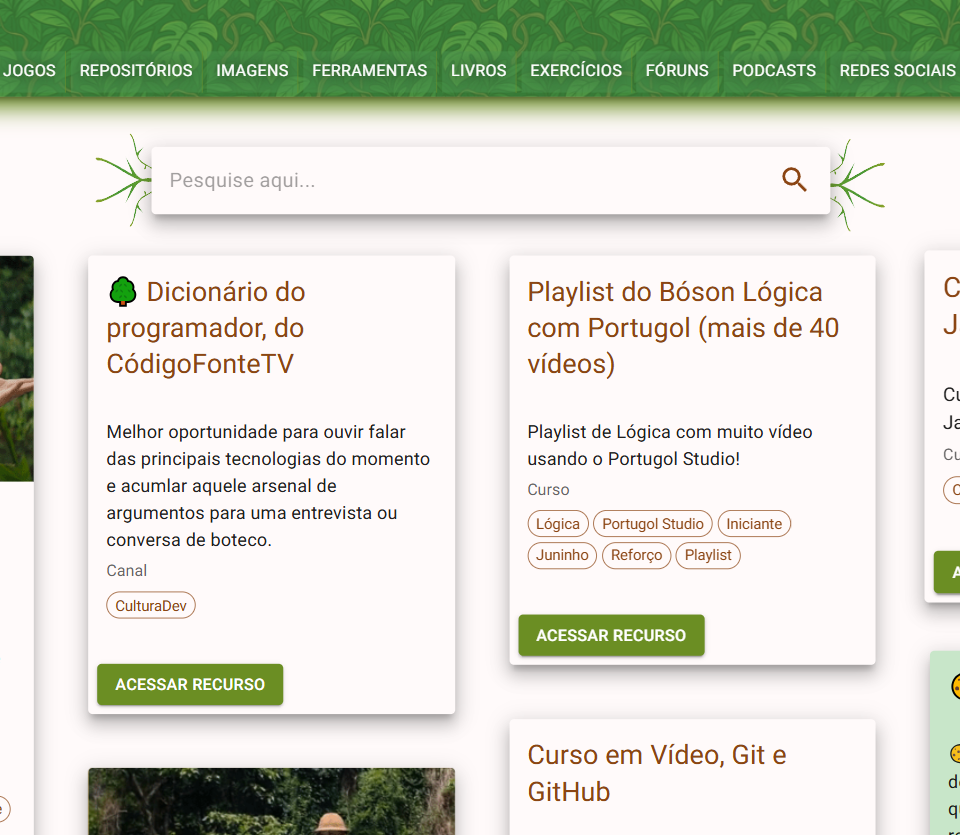 JOGOS REPOSITÓRIOS IMAGENS FERRAMENTAS LIVROS EXERCÍCIOS FÓRUNS PODCASTS REDES SOCIAIS
Pesquise aqui...
Dicionário do
programador, do
CódigoFonteTV
Melhor oportunidade para ouvir falar
das principais tecnologias do momento
e acumlar aquele arsenal de
argumentos para uma entrevista ou
conversa de boteco.
Canal
CulturaDev
ACESSAR RECURSO
Playlist do Bóson Lógica
com Portugol (mais de 40
vídeos)
Playlist de Lógica com muito vídeo
usando o Portugol Studio!
Curso
Lógica Portugol Studio Iniciante
Juninho Reforço Playlist
ACESSAR RECURSO
Curso em Vídeo, Git e
GitHub